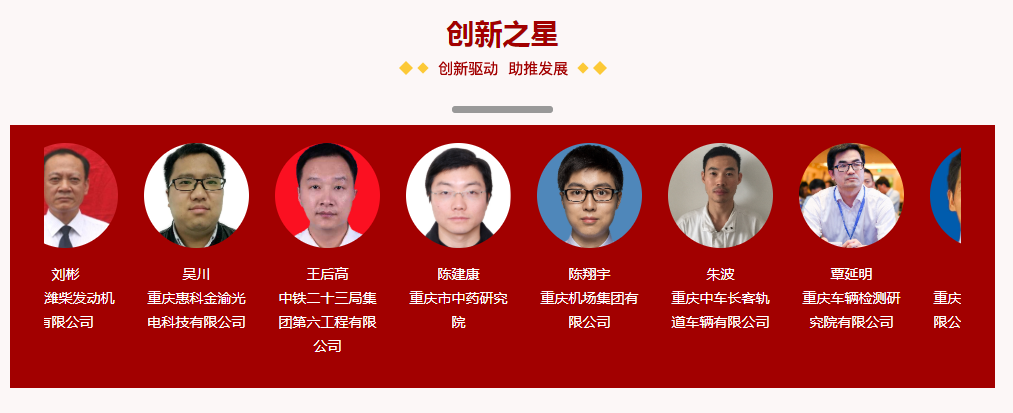 创新之星
创新驱动 助推发展
刘彬
潍柴发动机
有限公司
吴川
重庆惠科金渝光
电科技有限公司
王后高
中铁二十三局集
团第六工程有限
公司
陈建康
重庆市中药研究
院
陈翔宇
重庆机场集团有
限公司
朱波
重庆中车长客轨
道车辆有限公司
覃延明
重庆车辆检测研
究院有限公司
重庆
限公